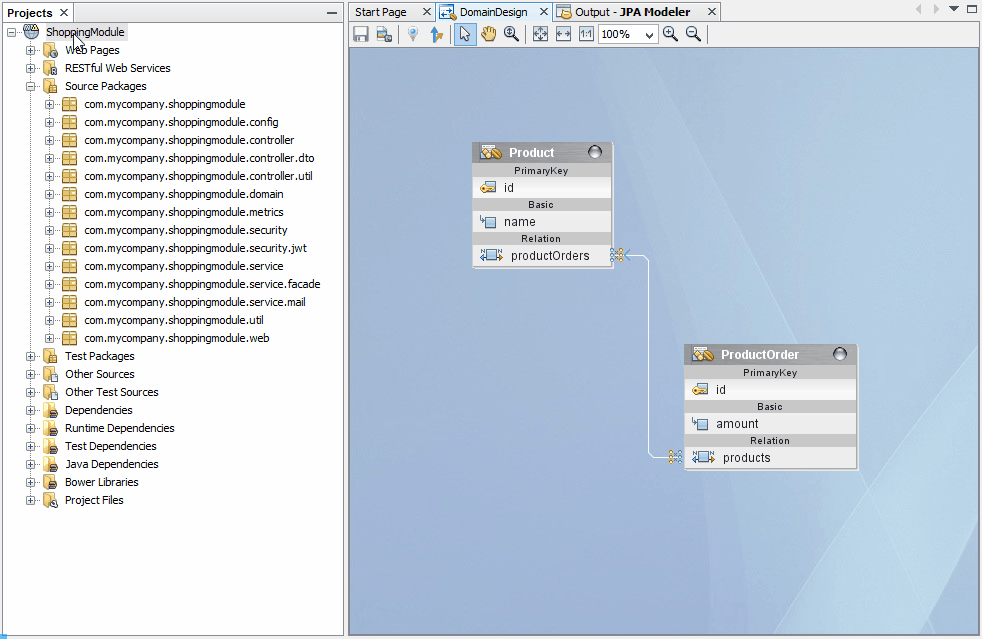 Projects
ShoppingModule
Web Pages
RESTful Web Services
Source Packages
com.mycompany.shoppingmodule
com.mycompany.shoppingmodule.config
com.mycompany.shoppingmodule.controller
com.mycompany.shoppingmodule.controller.dto
com.mycompany.shoppingmodule.controller.util
com.mycompany.shoppingmodule.domain
com.mycompany.shoppingmodule.metrics
com.mycompany.shoppingmodule.security
com.mycompany.shoppingmodule.security.jwt
com.mycompany.shoppingmodule.service
com.mycompany.shoppingmodule.service.facade
com.mycompany.shoppingmodule.service.mail
com.mycompany.shoppingmodule.util
com.mycompany.shoppingmodule.web
Test Packages
Other Sources
Other Test Sources
Dependencies
Runtime Dependencies
Test Dependencies
Java Dependencies
Bower Libraries
Project Files
Start Page DomainDesign Output - JPA Modeler
1:1 100%
Product
PrimaryKey
id
Basic
name
Relation
productOrders
ProductOrder
PrimaryKey
id
Basic
amount
Relation
products